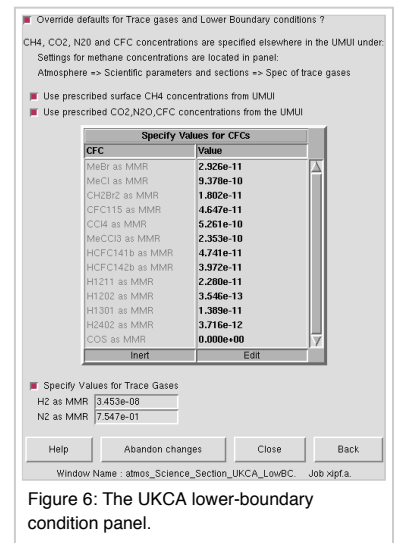 Override defaults for Trace gases and Lower Boundary conditions ?
CH4, CO2, N20 and CFC concentrations are specified elsewhere in the UMUI under:
Settings for methane concentrations are located in panel:
Atmosphere => Scientific parameters and sections => Spec of trace gases
Use prescribed surface CH4 concentrations from UMUI
Use prescribed CO2,N2O,CFC concentrations from the UMUI
Specify Values for CFCs
CFC Value
MeBr as MMR 2.926e-11
MeCl as MMR 9.378e-10
CH2Br2 as MMR 1.802e-11
CFC115 as MMR 4.647e-11
CCl4 as MMR 5.261e-10
MeCCl3 as MMR 2.353e-10
HCFC141b as MMR 4.741e-11
HCFC142b as MMR 3.972e-11
H1211 as MMR 2.280e-11
H1202 as MMR 3.546e-13
H1301 as MMR 1.389e-11
H2402 as MMR 3.716e-12
COS as MMR 0.000e+00
Inert Edit
Specify Values for Trace Gases
H2 as MMR 3.453e-08
N2 as MMR 7.547e-01
Help Abandon changes Close Back
Window Name : atmos_Science_Section_UKCA_LowBC. Job xipf.a.
Figure 6: The UKCA lower-boundary
condition panel.